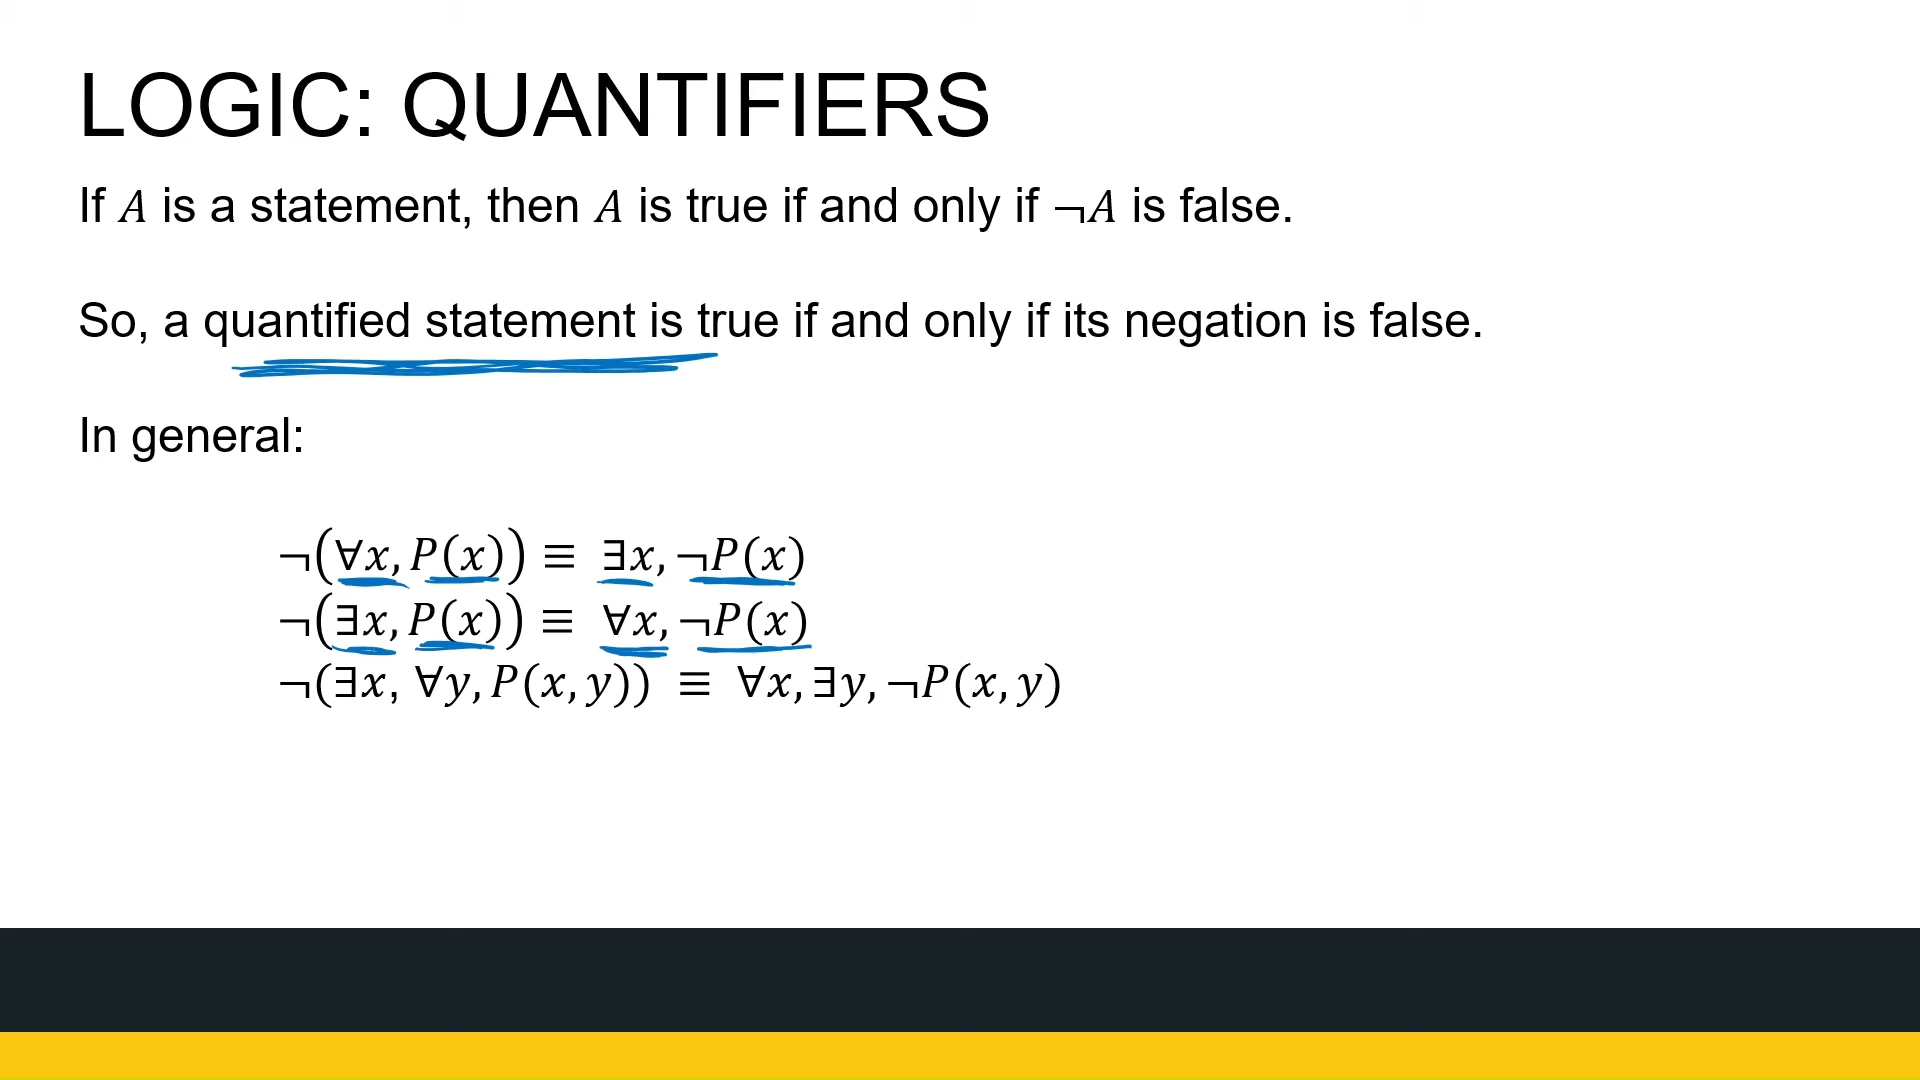 LOGIC: QUANTIFIERS
If A is a statement, then A is true if and only if ¬A is false.
So, a quantified statement is true if and only if its negation is false.
In general:
¬(∀x, P(x)) ≡ ∃x, ¬P(x)
¬(∃x, P(x)) ≡ ∀x, ¬P(x)
¬(∃x, ∀y, P(x, y)) ≡ ∀x, ∃y, ¬P(x, y)